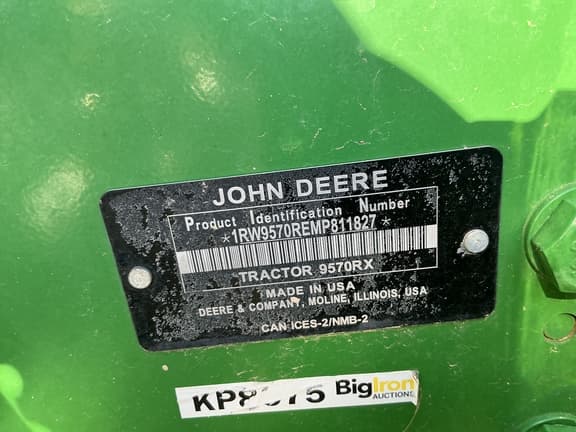 JOHN DEERE
Product Identification Number
*1RW9570REMP811827*
TRACTOR 9570RX
MADE IN USA
DEERE & COMPANY, MOLINE, ILLINOIS, USA
CAN ICES-2/NMB-2
BigIron
AUCTIONS